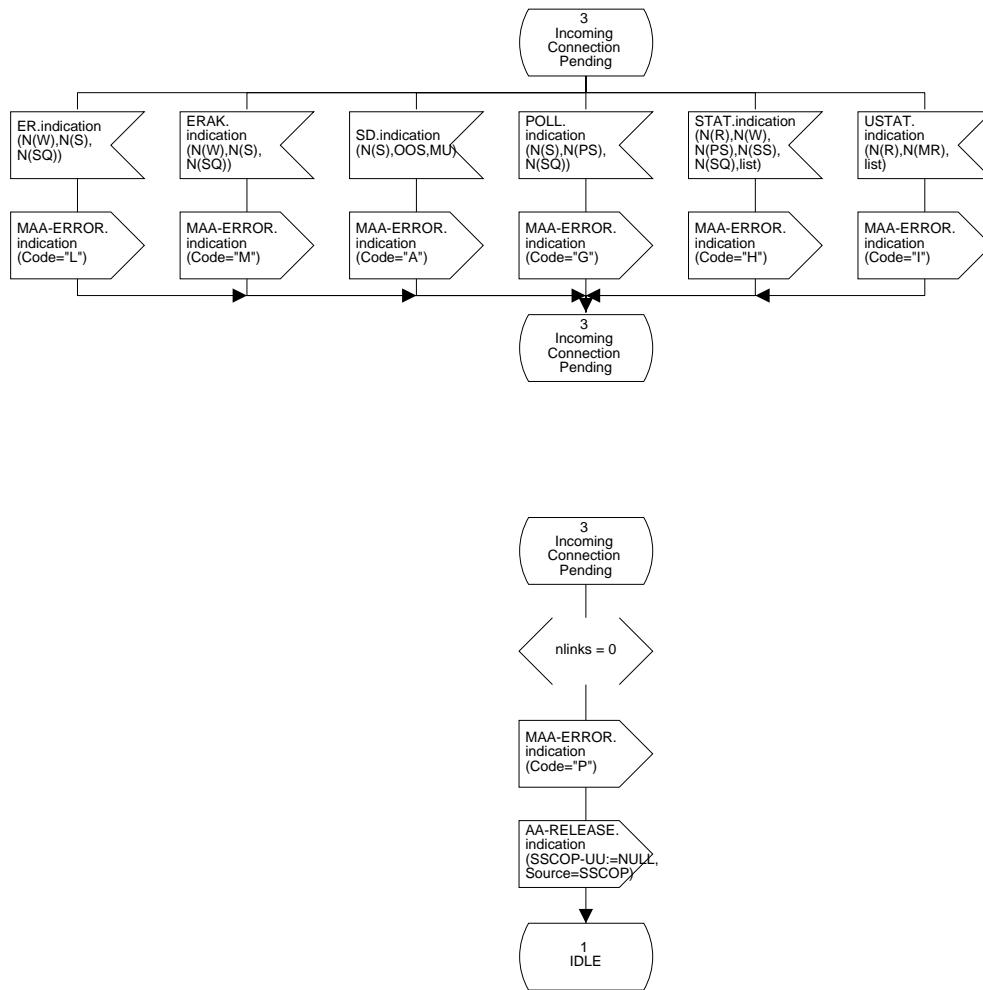 3
Incoming
Connection
Pending
ER.indication
(N(W),N(S),
N(SQ))
ERAK.
indication
(N(W),N(S),
N(SQ))
SD.indication
(N(S),OOS,MU)
POLL.
indication
(N(S),N(PS),
N(SQ))
STAT.indication
(N(R),N(W),
N(PS),N(SS),
N(SQ),list)
USTAT.
indication
(N(R),N(MR),
list)
MAA-ERROR.
indication
(Code="L")
MAA-ERROR.
indication
(Code="M")
MAA-ERROR.
indication
(Code="A")
MAA-ERROR.
indication
(Code="G")
MAA-ERROR.
indication
(Code="H")
MAA-ERROR.
indication
(Code="I")
3
Incoming
Connection
Pending
3
Incoming
Connection
Pending
nlinks = 0
MAA-ERROR.
indication
(Code="P")
AA-RELEASE.
indication
(SSCOP-UU:=NULL,
Source=SSCOP)
1
IDLE